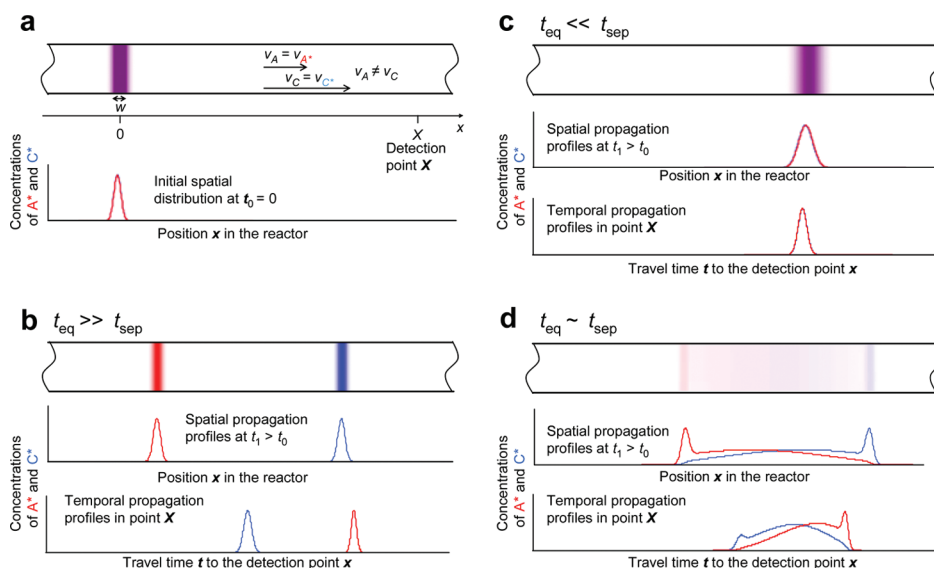 a
v_A = v_A*
v_C = v_C*
v_A ≠ v_C
w
0
X
x
Detection
point X
Concentrations
of A* and C*
Initial spatial
distribution at t_0 = 0
Position x in the reactor
b
t_eq >> t_sep
Concentrations
of A* and C*
Spatial propagation
profiles at t_1 > t_0
Position x in the reactor
Temporal propagation
profiles in point X
Travel time t to the detection point x
c
t_eq << t_sep
Concentrations
of A* and C*
Spatial propagation
profiles at t_1 > t_0
Position x in the reactor
Temporal propagation
profiles in point X
Travel time t to the detection point x
d
t_eq ~ t_sep
Concentrations
of A* and C*
Spatial propagation
profiles at t_1 > t_0
Position x in the reactor
Temporal propagation
profiles in point X
Travel time t to the detection point x